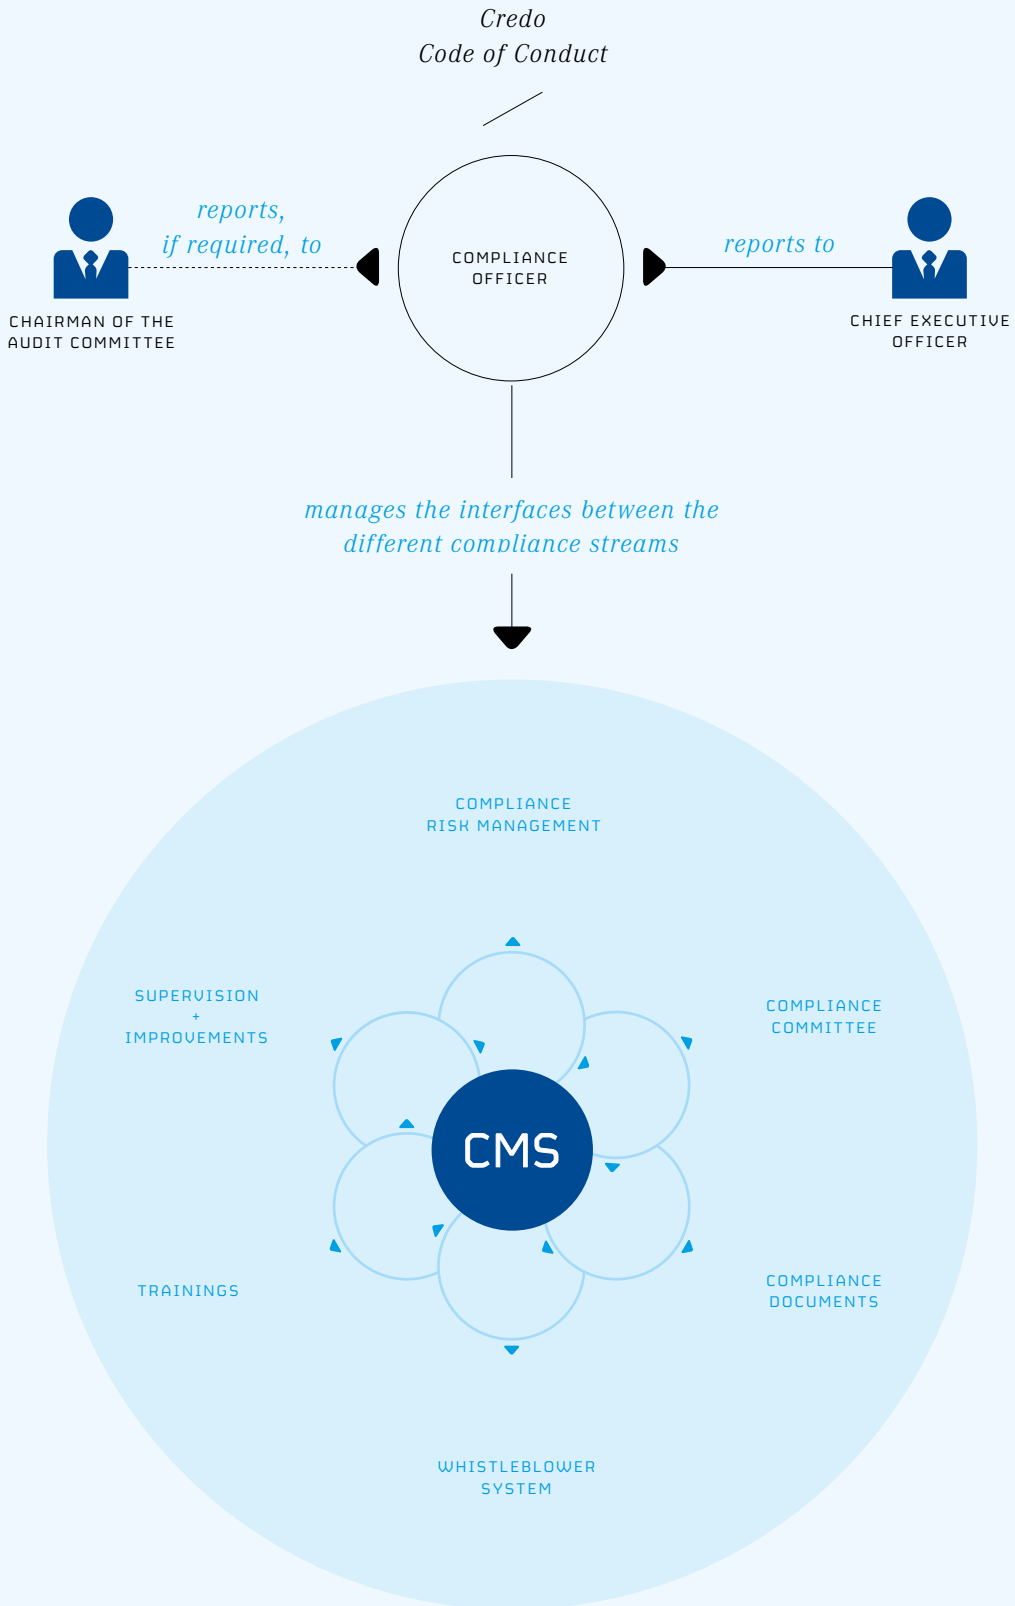 Credo
Code of Conduct
reports,
if required, to
COMPLIANCE
OFFICER
reports to
CHAIRMAN OF THE
AUDIT COMMITTEE
CHIEF EXECUTIVE
OFFICER
manages the interfaces between the
different compliance streams
COMPLIANCE
RISK MANAGEMENT
SUPERVISION
+
IMPROVEMENTS
COMPLIANCE
COMMITTEE
CMS
TRAININGS
COMPLIANCE
DOCUMENTS
WHISTLEBLOWER
SYSTEM